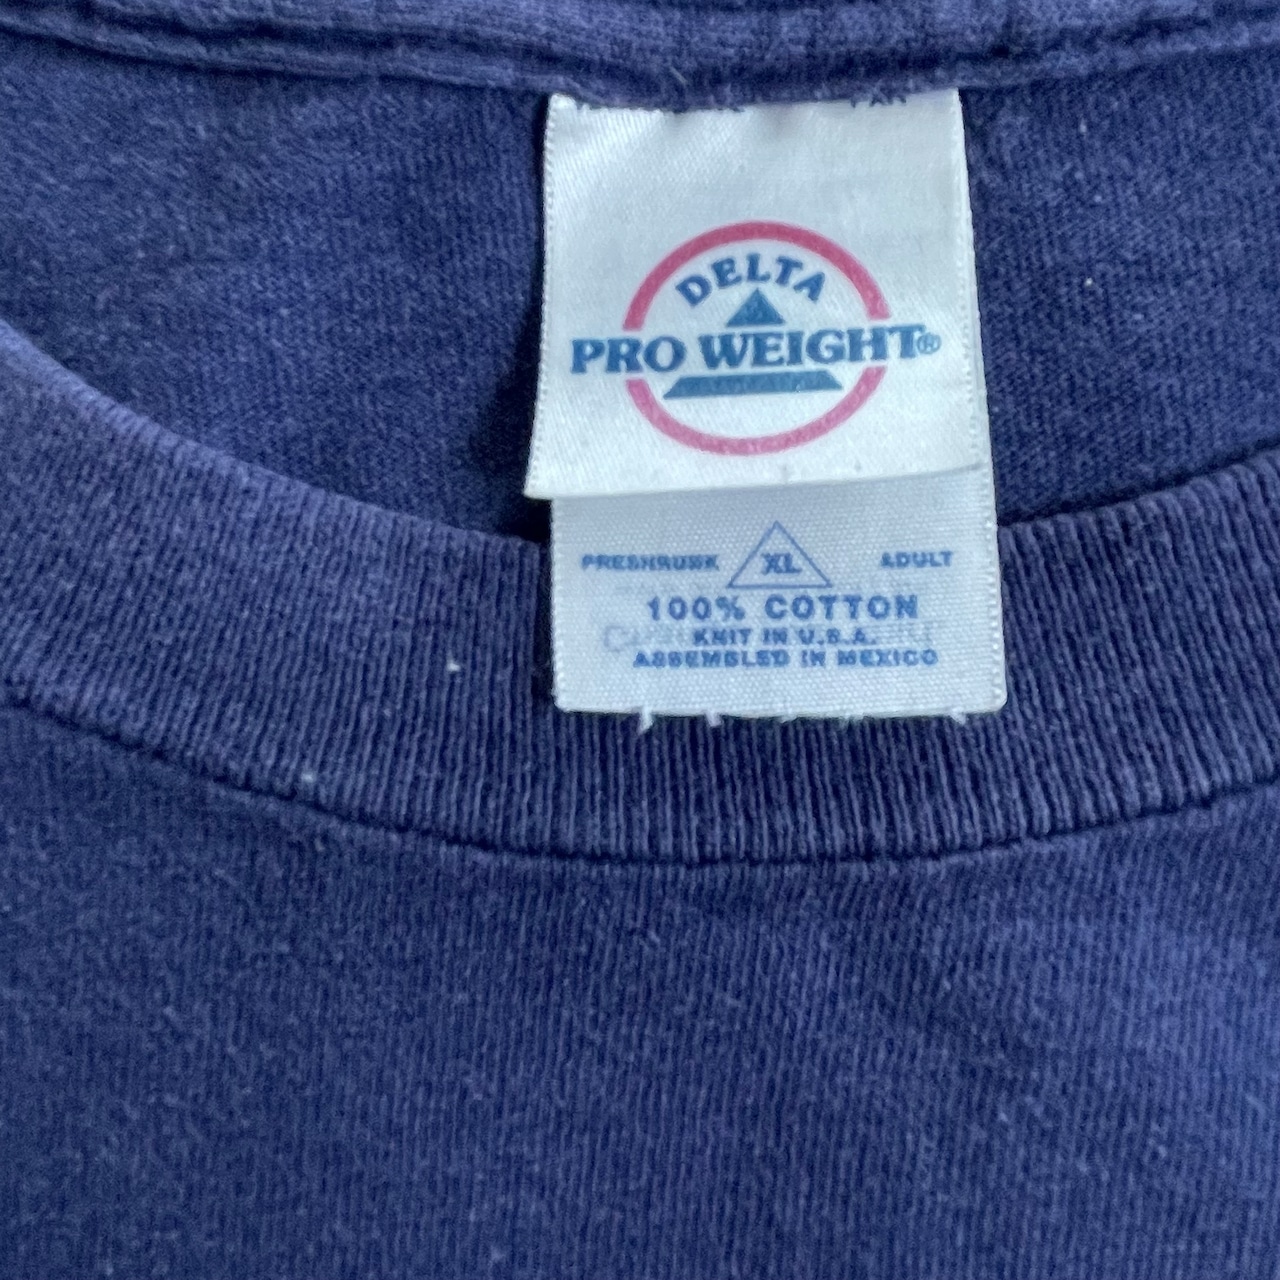 DELTA
PRO WEIGHT®
PRESHRUNK XL ADULT
100% COTTON
KNIT IN U.S.A.
ASSEMBLED IN MEXICO